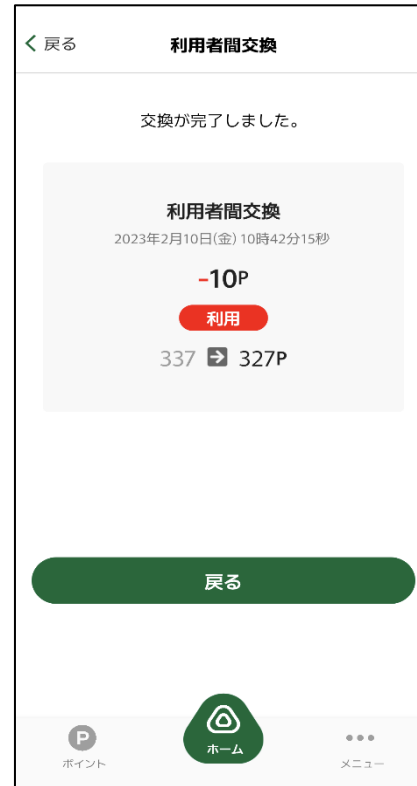 戻る
利用者間交換
交換が完了しました。
利用者間交換
2023年2月10日(金) 10時42分15秒
-10P
利用
337 → 327P
戻る
P
ポイント
ホーム
メニュー